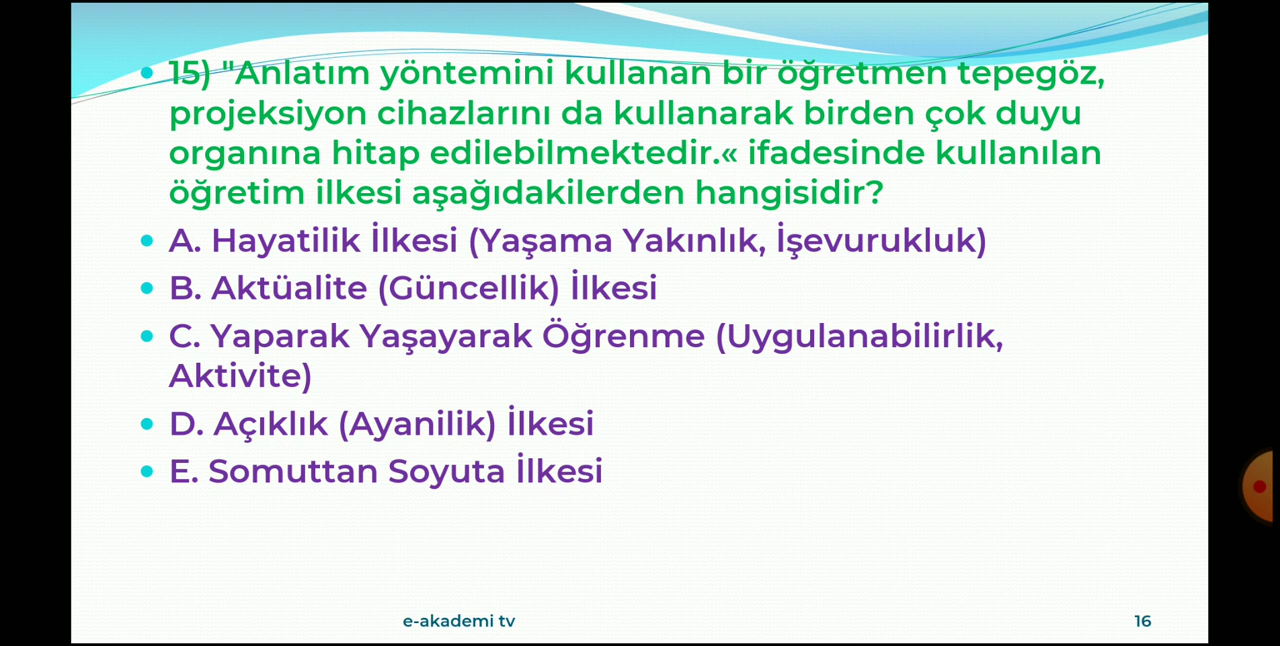 15) "Anlatım yöntemini kullanan bir öğretmen tepegöz,
projeksiyon cihazlarını da kullanarak birden çok duyu
organına hitap edilebilmektedir.« ifadesinde kullanılan
öğretim ilkesi aşağıdakilerden hangisidir?
A. Hayatilik İlkesi (Yaşama Yakınlık, İşevurukluk)
B. Aktüalite (Güncellik) İlkesi
C. Yaparak Yaşayarak Öğrenme (Uygulanabilirlik,
Aktivite)
D. Açıklık (Ayanilik) İlkesi
E. Somuttan Soyuta İlkesi
e-akademi tv
16